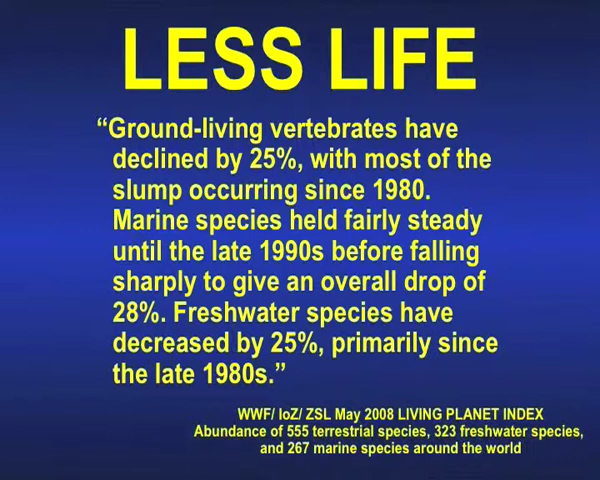 LESS LIFE
“Ground-living vertebrates have
declined by 25%, with most of the
slump occurring since 1980.
Marine species held fairly steady
until the late 1990s before falling
sharply to give an overall drop of
28%. Freshwater species have
decreased by 25%, primarily since
the late 1980s.”
WWF/ IoZ/ ZSL May 2008 LIVING PLANET INDEX
Abundance of 555 terrestrial species, 323 freshwater species,
and 267 marine species around the world